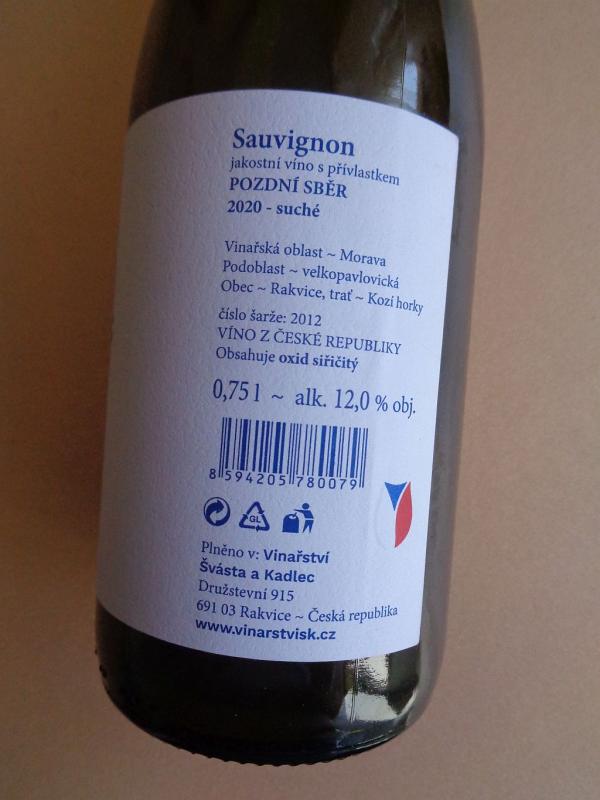 Sauvignon
jakostní víno s přívlastkem
POZDNÍ SBĚR
2020 - suché
Vinařská oblast ~ Morava
Podoblast ~ velkopavlovická
Obec ~ Rakvice, trať ~ Kozí horky
číslo šarže: 2012
VÍNO Z ČESKÉ REPUBLIKY
Obsahuje oxid siřičitý
0,75 l ~ alk. 12,0 % obj.
8 594205 780079
GL
Plněno v: Vinařství
Švásta a Kadlec
Družstevní 915
691 03 Rakvice ~ Česká republika
www.vinarstvisk.cz